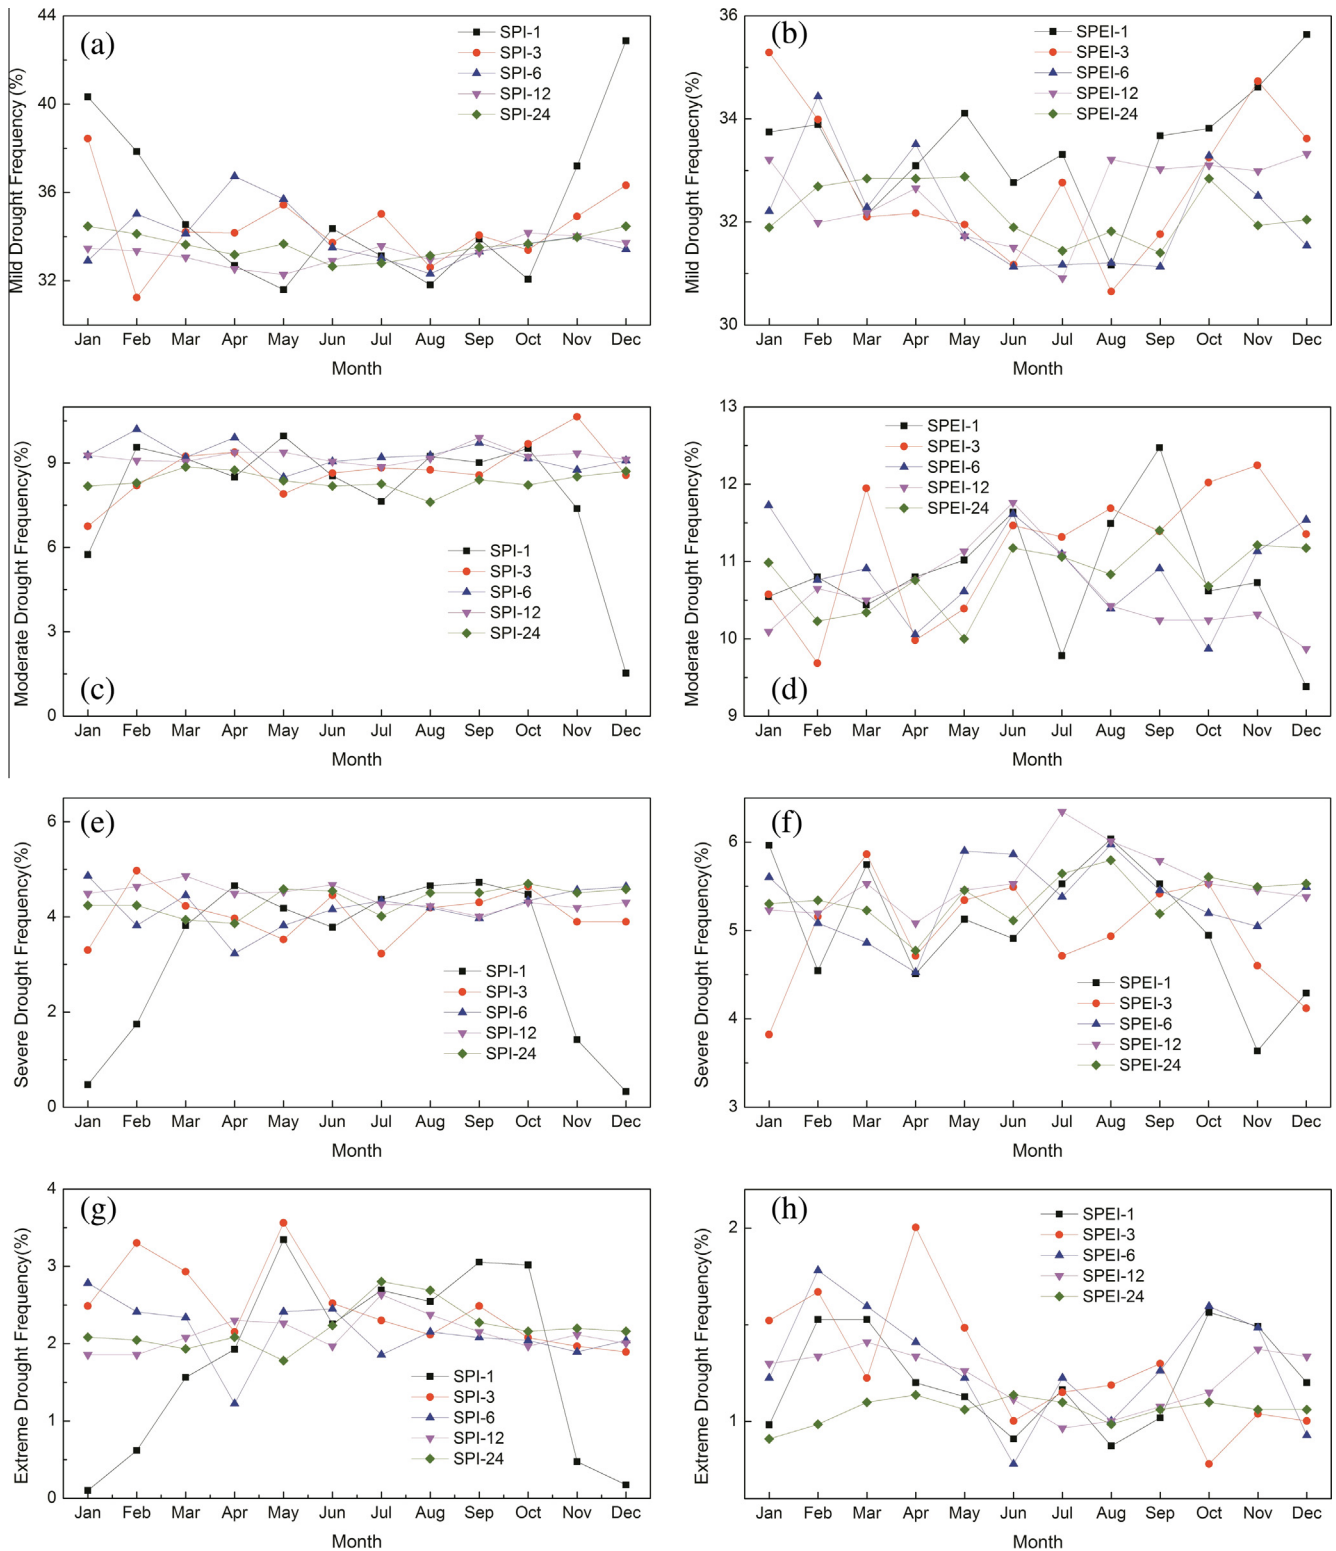 (a)
SPI-1
SPI-3
SPI-6
SPI-12
SPI-24
Mild Drought Frequency (%)
44
40
36
32
Jan Feb Mar Apr May Jun Jul Aug Sep Oct Nov Dec
Month
(b)
SPEI-1
SPEI-3
SPEI-6
SPEI-12
SPEI-24
Mild Drought Frequecny (%)
36
34
32
30
Jan Feb Mar Apr May Jun Jul Aug Sep Oct Nov Dec
Month
(c)
SPI-1
SPI-3
SPI-6
SPI-12
SPI-24
Moderate Drought Frequency(%)
9
6
3
0
Jan Feb Mar Apr May Jun Jul Aug Sep Oct Nov Dec
Month
(d)
SPEI-1
SPEI-3
SPEI-6
SPEI-12
SPEI-24
Moderate Drought Frequency(%)
13
12
11
10
9
Jan Feb Mar Apr May Jun Jul Aug Sep Oct Nov Dec
Month
(e)
SPI-1
SPI-3
SPI-6
SPI-12
SPI-24
Severe Drought Frequency(%)
6
4
2
0
Jan Feb Mar Apr May Jun Jul Aug Sep Oct Nov Dec
Month
(f)
SPEI-1
SPEI-3
SPEI-6
SPEI-12
SPEI-24
Severe Drought Frequency(%)
6
5
4
3
Jan Feb Mar Apr May Jun Jul Aug Sep Oct Nov Dec
Month
(g)
SPI-1
SPI-3
SPI-6
SPI-12
SPI-24
Extreme Drought Frequency(%)
4
3
2
1
0
Jan Feb Mar Apr May Jun Jul Aug Sep Oct Nov Dec
Month
(h)
SPEI-1
SPEI-3
SPEI-6
SPEI-12
SPEI-24
Extreme Drought Frequency(%)
2
1
Jan Feb Mar Apr May Jun Jul Aug Sep Oct Nov Dec
Month